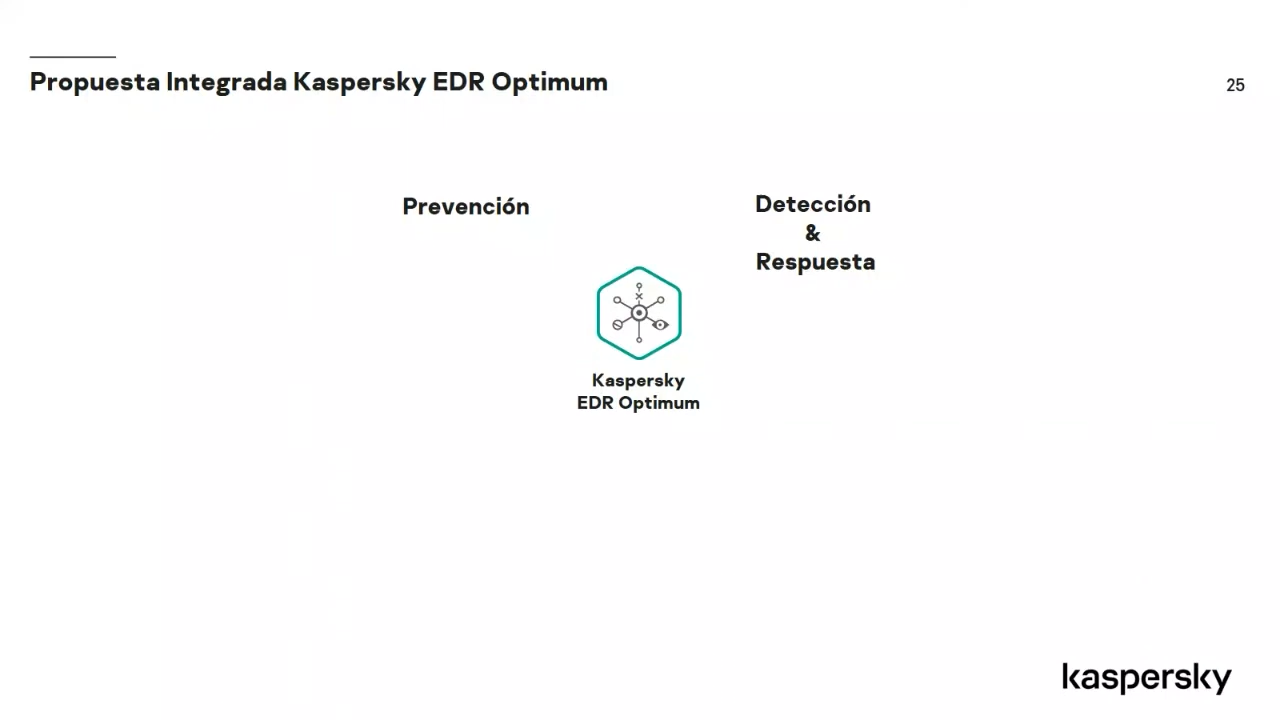 Propuesta Integrada Kaspersky EDR Optimum
25
Prevención
Detección
&
Respuesta
Kaspersky
EDR Optimum
kaspersky